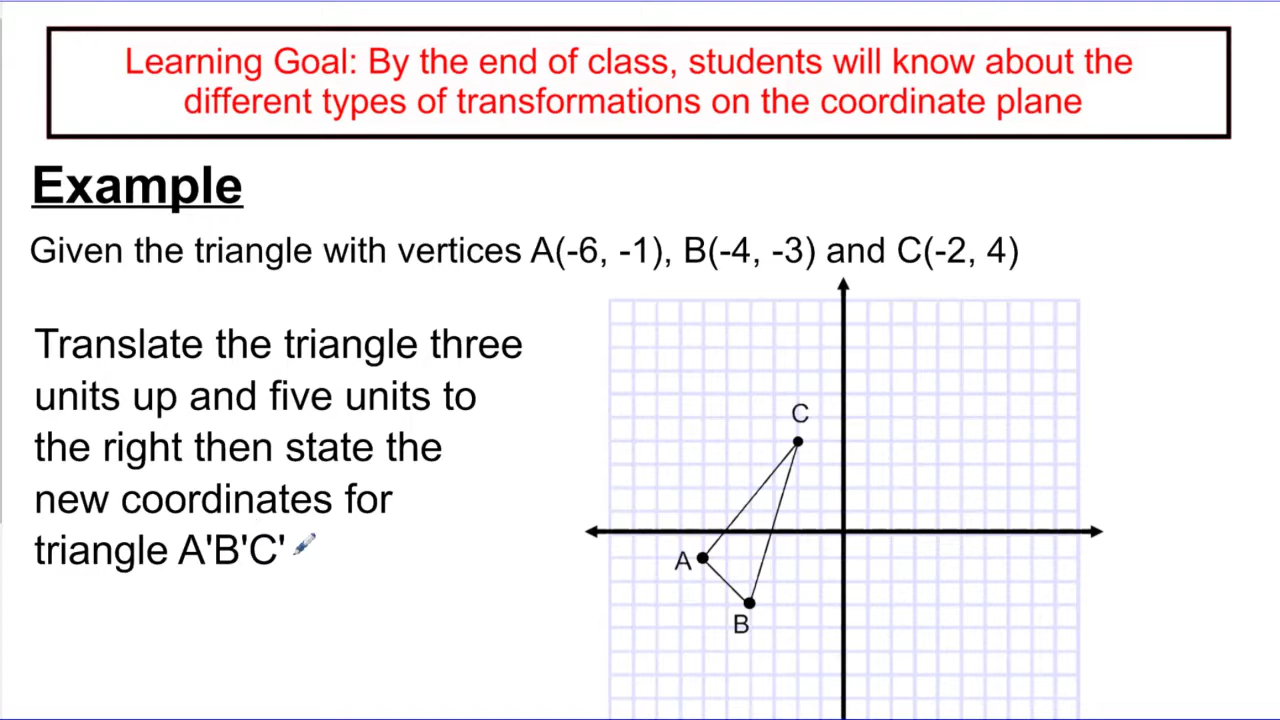 Learning Goal: By the end of class, students will know about the
different types of transformations on the coordinate plane
Example
Given the triangle with vertices A(-6, -1), B(-4, -3) and C(-2, 4)
Translate the triangle three
units up and five units to
the right then state the
new coordinates for
triangle A'B'C'
C
A
B